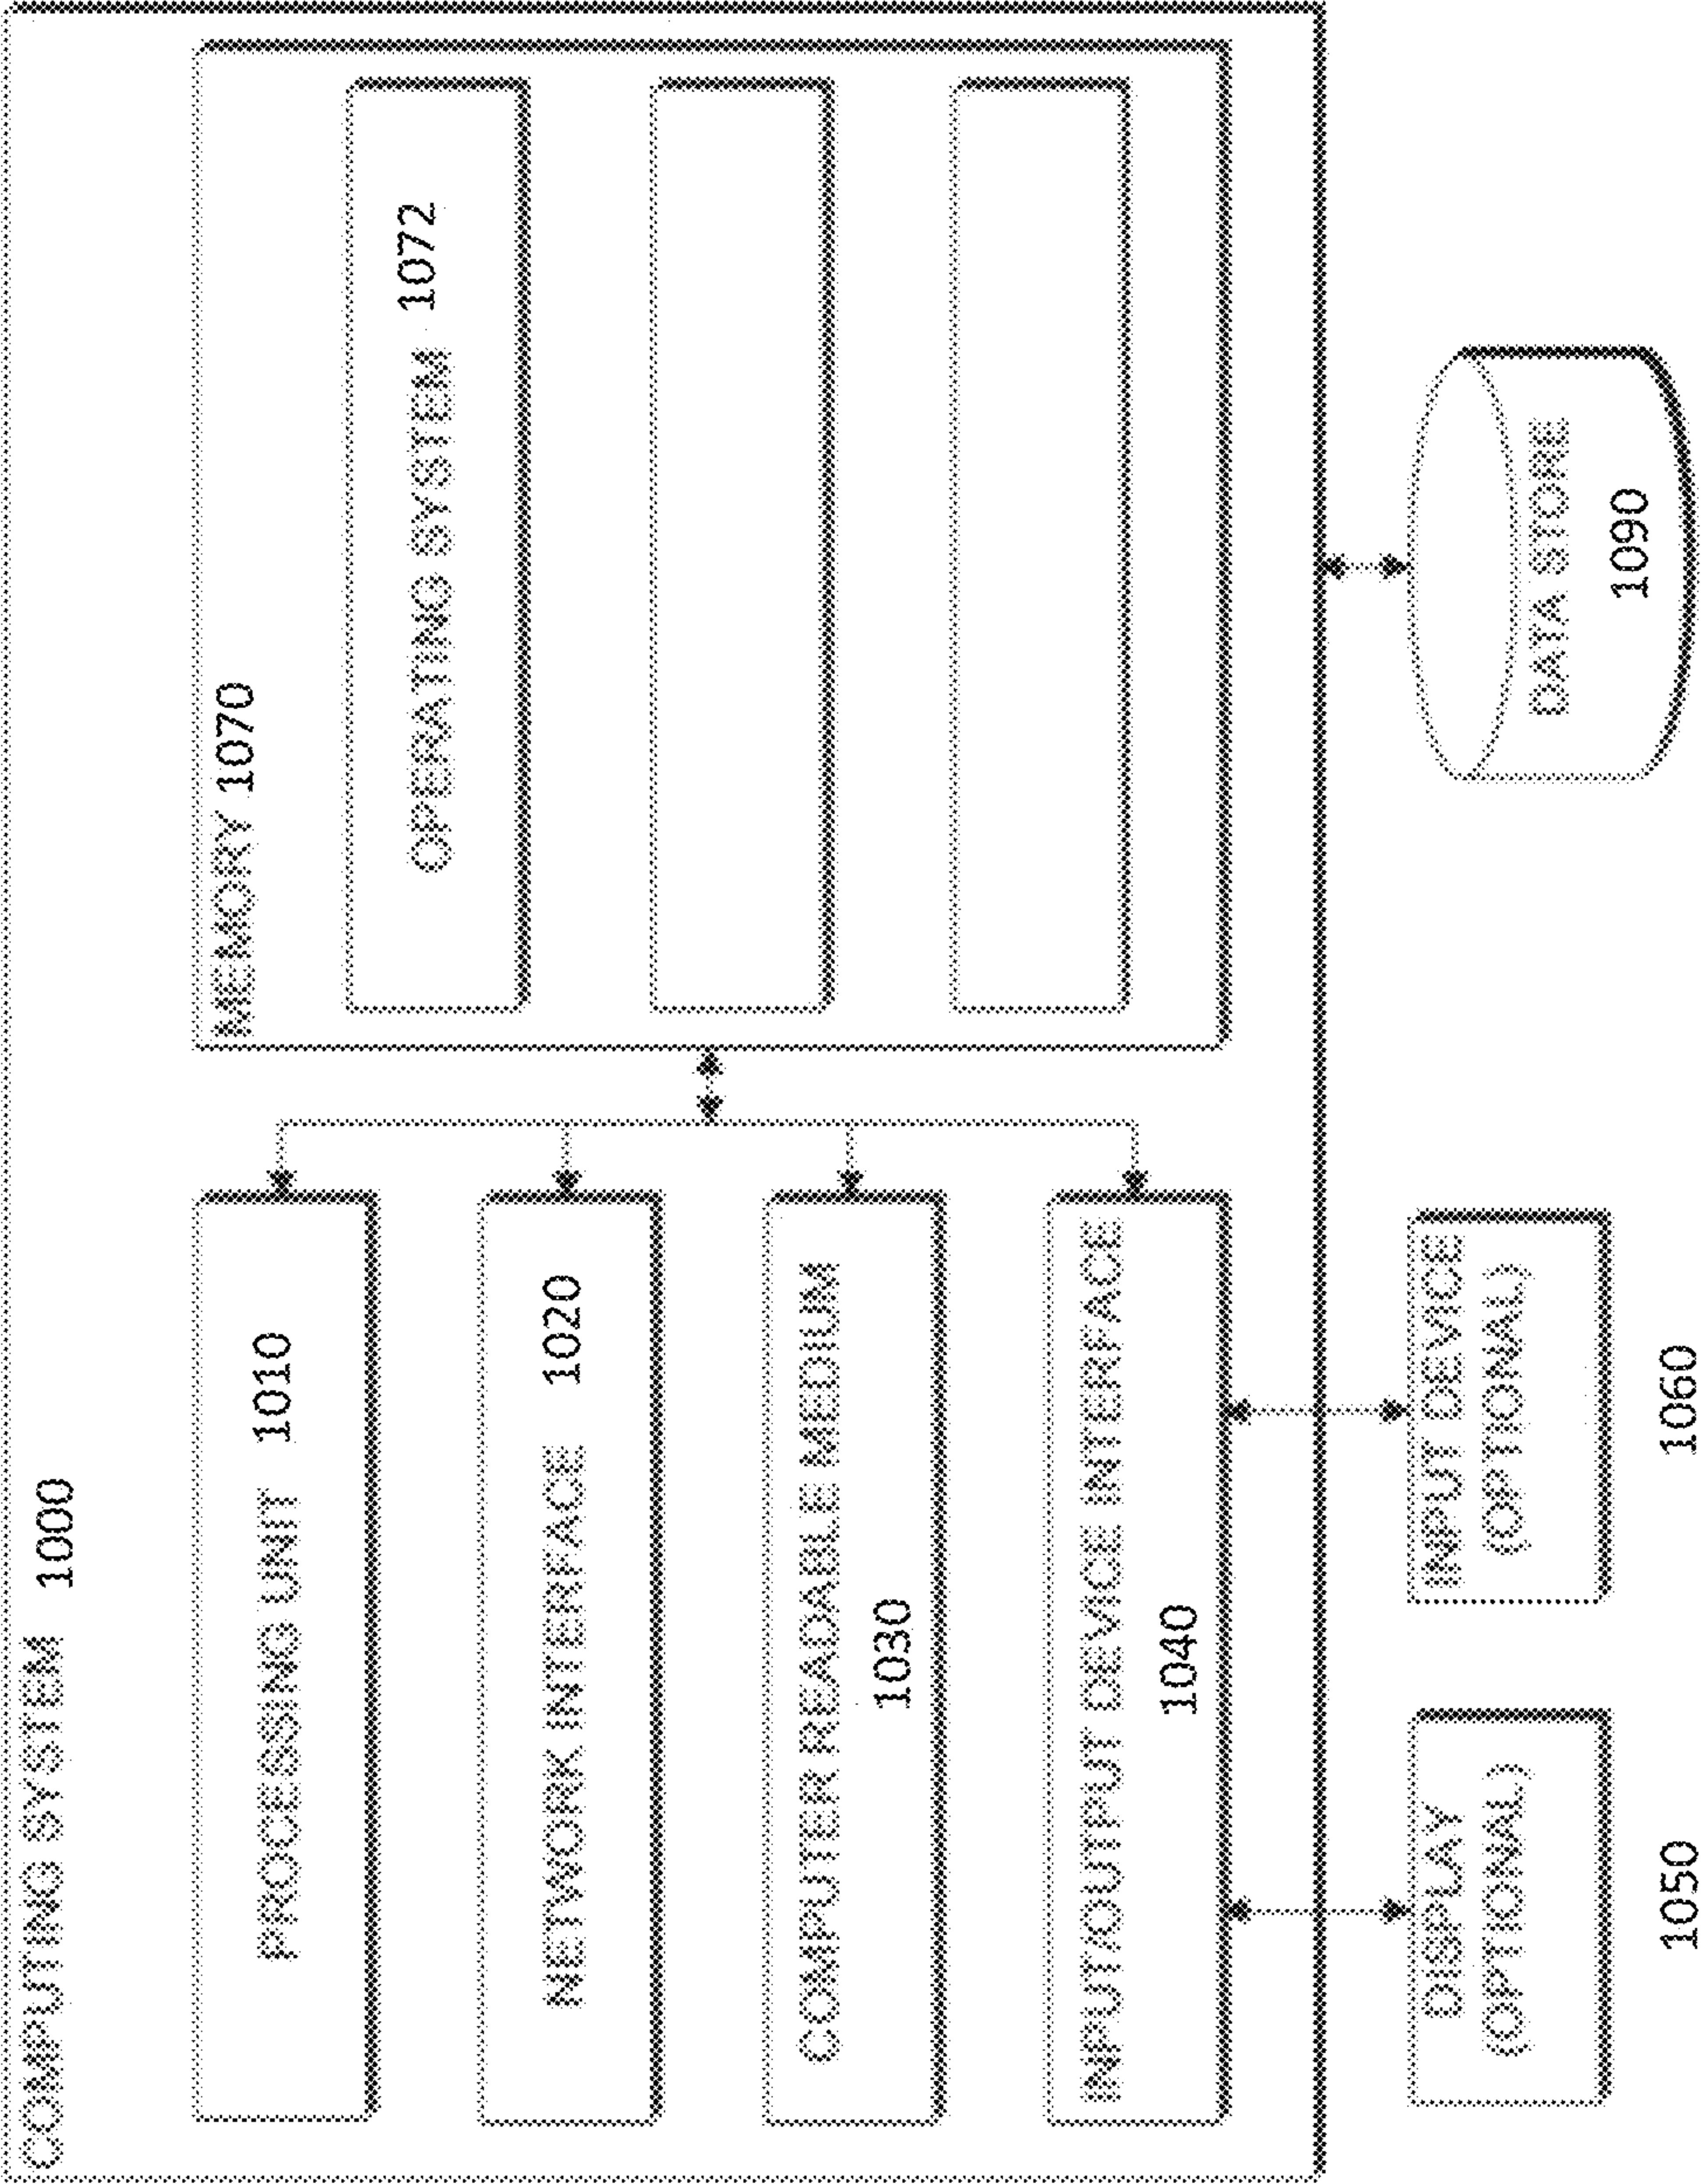 COMPUTING SYSTEM 1000
PROCESSING UNIT 1010
NETWORK INTERFACE 1020
COMPUTER READABLE MEDIUM
1030
INPUT/OUTPUT DEVICE INTERFACE
1040
MEMORY 1070
OPERATING SYSTEM 1072
DISPLAY
(OPTIONAL)
1050
INPUT DEVICE
(OPTIONAL)
1060
DATA STORE
1090